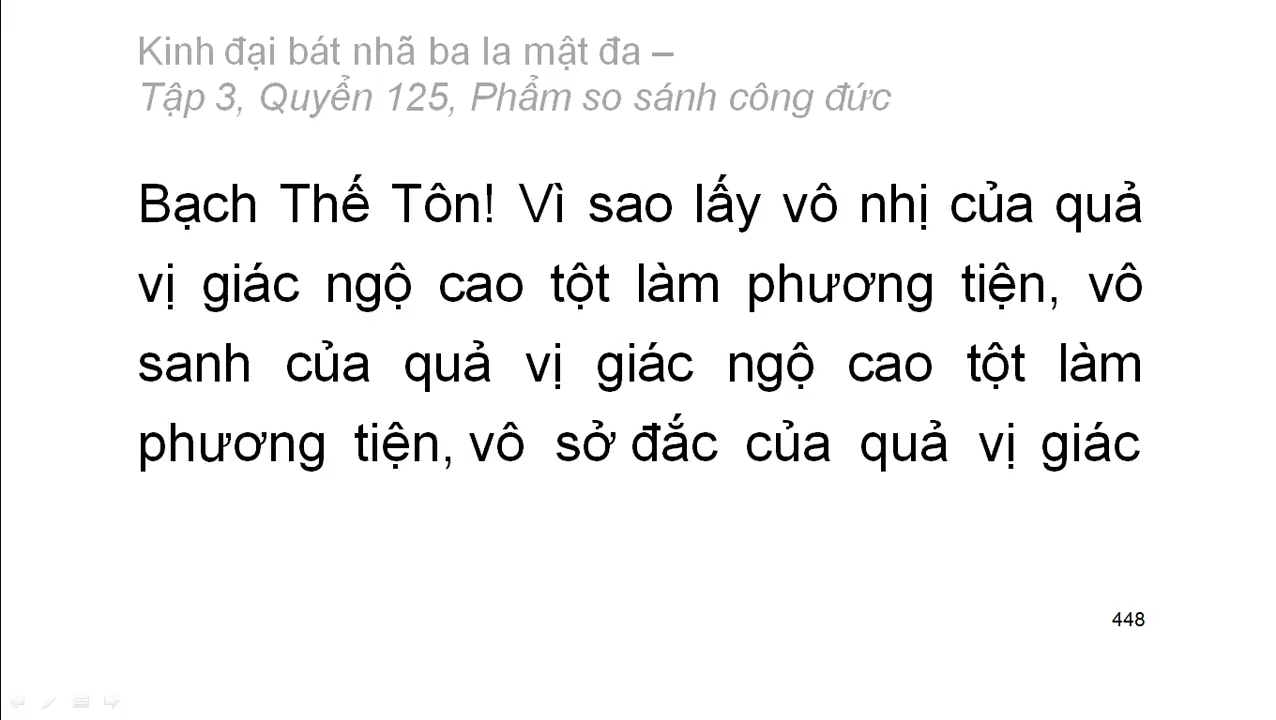 Kinh đại bát nhã ba la mật đa –
Tập 3, Quyển 125, Phẩm so sánh công đức
Bạch Thế Tôn! Vì sao lấy vô nhị của quả
vị giác ngộ cao tột làm phương tiện, vô
sanh của quả vị giác ngộ cao tột làm
phương tiện, vô sở đắc của quả vị giác
448